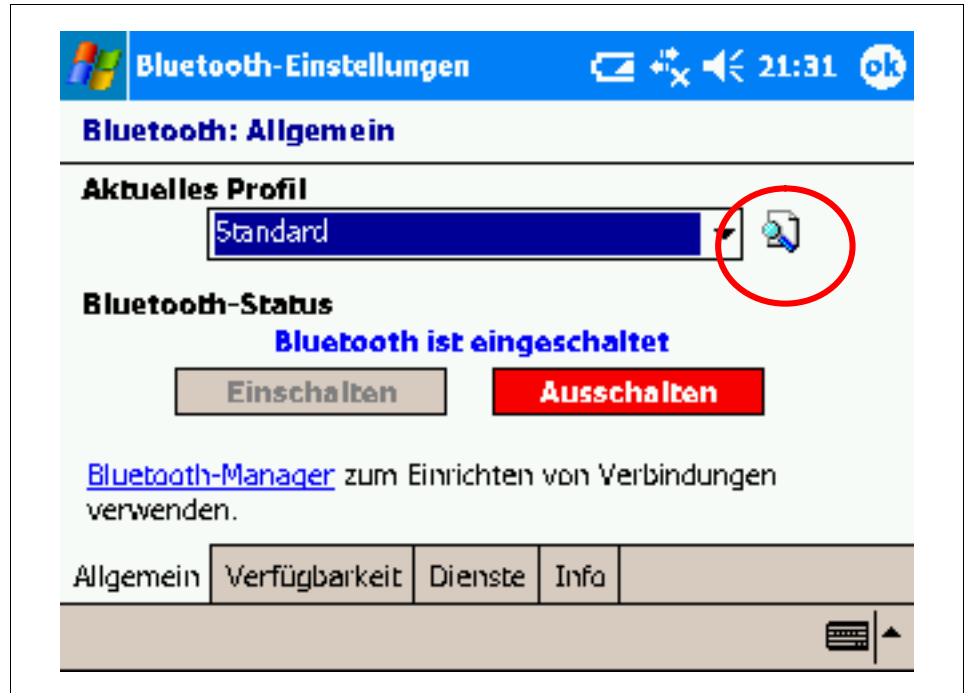 Bluetooth-Einstellungen 21:31 ok
Bluetooth: Allgemein
Aktuelles Profil
Standard
Bluetooth-Status
Bluetooth ist eingeschaltet
Einschalten Ausschalten
Bluetooth-Manager zum Einrichten von Verbindungen
verwenden.
Allgemein Verfügbarkeit Dienste Info